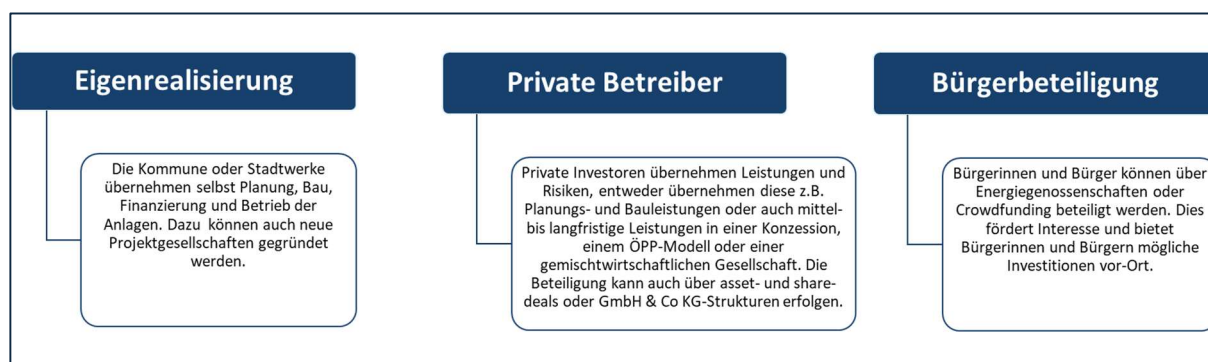 Eigenrealisierung
Die Kommune oder Stadtwerke
übernehmen selbst Planung, Bau,
Finanzierung und Betrieb der
Anlagen. Dazu können auch neue
Projektgesellschaften gegründet
werden.
Private Betreiber
Private Investoren übernehmen Leistungen und
Risiken, entweder übernehmen diese z.B.
Planungs- und Bauleistungen oder auch mittel-
bis langfristige Leistungen in einer Konzession,
einem ÖPP-Modell oder einer
gemischtwirtschaftlichen Gesellschaft. Die
Beteiligung kann auch über asset- und share-
deals oder GmbH & Co KG-Strukturen erfolgen.
Bürgerbeteiligung
Bürgerinnen und Bürger können über
Energiegenossenschaften oder
Crowdfunding beteiligt werden. Dies
fördert Interesse und bietet
Bürgerinnen und Bürgern mögliche
Investitionen vor-Ort.